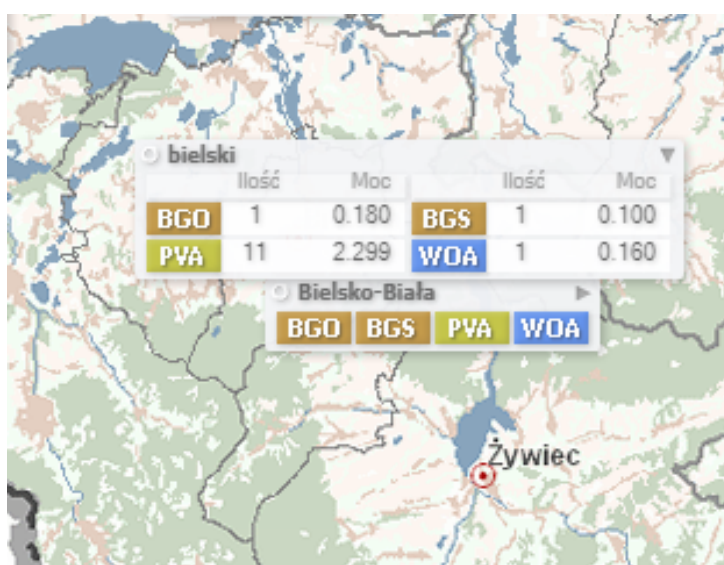 bielski
Ilość Moc Ilość Moc
BGO 1 0.180 BGS 1 0.100
PVA 11 2.299 WOA 1 0.160
Bielsko-Biała
BGO BGS PVA WOA
Żywiec